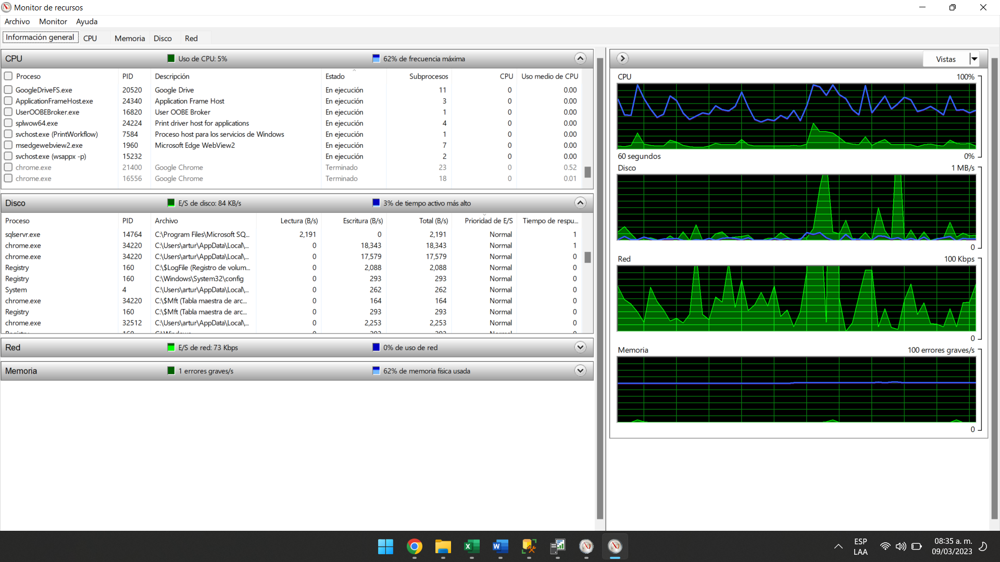 Monitor de recursos
Archivo Monitor Ayuda
Información general CPU Memoria Disco Red
CPU Uso de CPU: 5% 62% de frecuencia máxima
Proceso PID Descripción Estado Subprocesos CPU Uso medio de CPU
GoogleDriveFS.exe 20520 Google Drive En ejecución 11 0 0.00
ApplicationFrameHost.exe 24340 Application Frame Host En ejecución 3 0 0.00
UserOOBEBroker.exe 16820 User OOBE Broker En ejecución 1 0 0.00
splwow64.exe 24224 Print driver host for applications En ejecución 4 0 0.00
svchost.exe (PrintWorkflow) 7584 Proceso host para los servicios de Windows En ejecución 1 0 0.00
msedgewebview2.exe 1960 Microsoft Edge WebView2 En ejecución 7 0 0.00
svchost.exe (wsappx -p) 15232 En ejecución 2 0 0.00
chrome.exe 21400 Google Chrome Terminado 23 0 0.52
chrome.exe 16556 Google Chrome Terminado 18 0 0.01
Disco E/S de disco: 84 KB/s 3% de tiempo activo más alto
Proceso PID Archivo Lectura (B/s) Escritura (B/s) Total (B/s) Prioridad de E/S Tiempo de respu...
sqlservr.exe 14764 C:\Program Files\Microsoft SQ... 2,191 0 2,191 Normal 1
chrome.exe 34220 C:\Users\artur\AppData\Local\... 0 18,343 18,343 Normal 1
chrome.exe 34220 C:\Users\artur\AppData\Local\... 0 17,579 17,579 Normal 0
Registry 160 C:\$LogFile (Registro de volum... 0 2,088 2,088 Normal 0
Registry 160 C:\Windows\System32\config 0 293 293 Normal 0
System 4 C:\Users\artur\AppData\Local\... 0 262 262 Normal 0
chrome.exe 34220 C:\$Mft (Tabla maestra de arc... 0 164 164 Normal 0
Registry 160 C:\$Mft (Tabla maestra de arc... 0 293 293 Normal 0
chrome.exe 32512 C:\Users\artur\AppData\Local\... 0 2,253 2,253 Normal 0
Red E/S de red: 73 Kbps 0% de uso de red
Memoria 1 errores graves/s 62% de memoria física usada
Vistas
CPU 100%
60 segundos 0%
Disco 1 MB/s
0
Red 100 Kbps
0
Memoria 100 errores graves/s
0
ESP
LAA
08:35 a. m.
09/03/2023